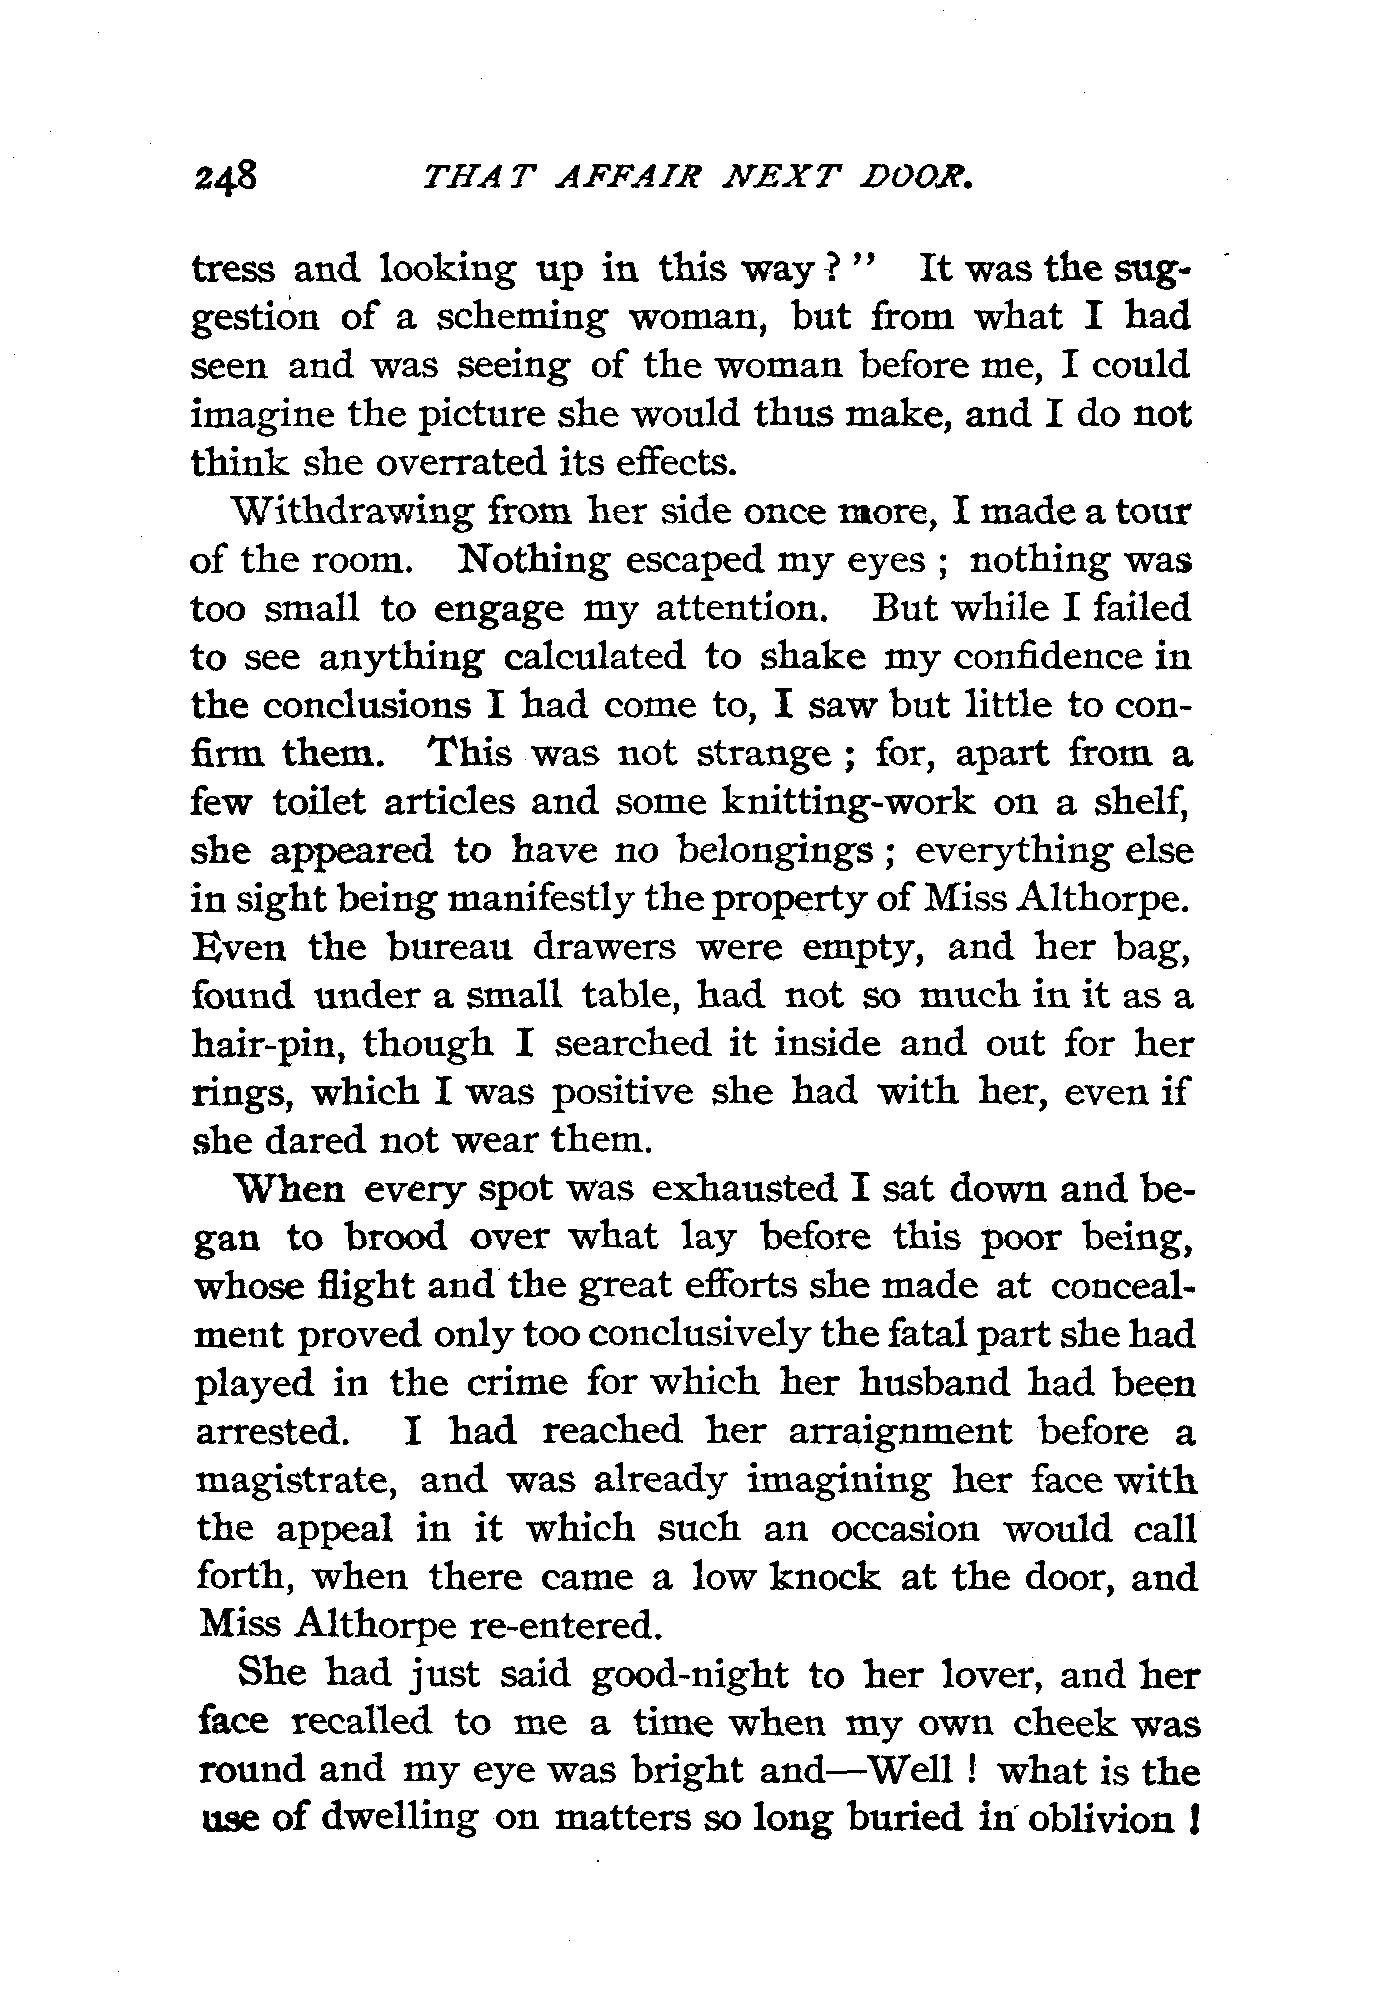 248 THAT AFFAIR NEXT DOOR.
tress and looking up in this way? " It was the sug-
gestion of a scheming woman, but from what I had
seen and was seeing of the woman before me, I could
imagine the picture she would thus make, and I do not
think she overrated its effects.
Withdrawing from her side once more, I made a tour
of the room. Nothing escaped my eyes ; nothing was
too small to engage my attention. But while I failed
to see anything calculated to shake my confidence in
the conclusions I had come to, I saw but little to con-
firm them. This was not strange ; for, apart from a
few toilet articles and some knitting-work on a shelf,
she appeared to have no belongings ; everything else
in sight being manifestly the property of Miss Althorpe.
Even the bureau drawers were empty, and her bag,
found under a small table, had not so much in it as a
hair-pin, though I searched it inside and out for her
rings, which I was positive she had with her, even if
she dared not wear them.
When every spot was exhausted I sat down and be-
gan to brood over what lay before this poor being,
whose flight and the great efforts she made at conceal-
ment proved only too conclusively the fatal part she had
played in the crime for which her husband had been
arrested. I had reached her arraignment before a
magistrate, and was already imagining her face with
the appeal in it which such an occasion would call
forth, when there came a low knock at the door, and
Miss Althorpe re-entered.
She had just said good-night to her lover, and her
face recalled to me a time when my own cheek was
round and my eye was bright and—Well ! what is the
use of dwelling on matters so long buried in oblivion !